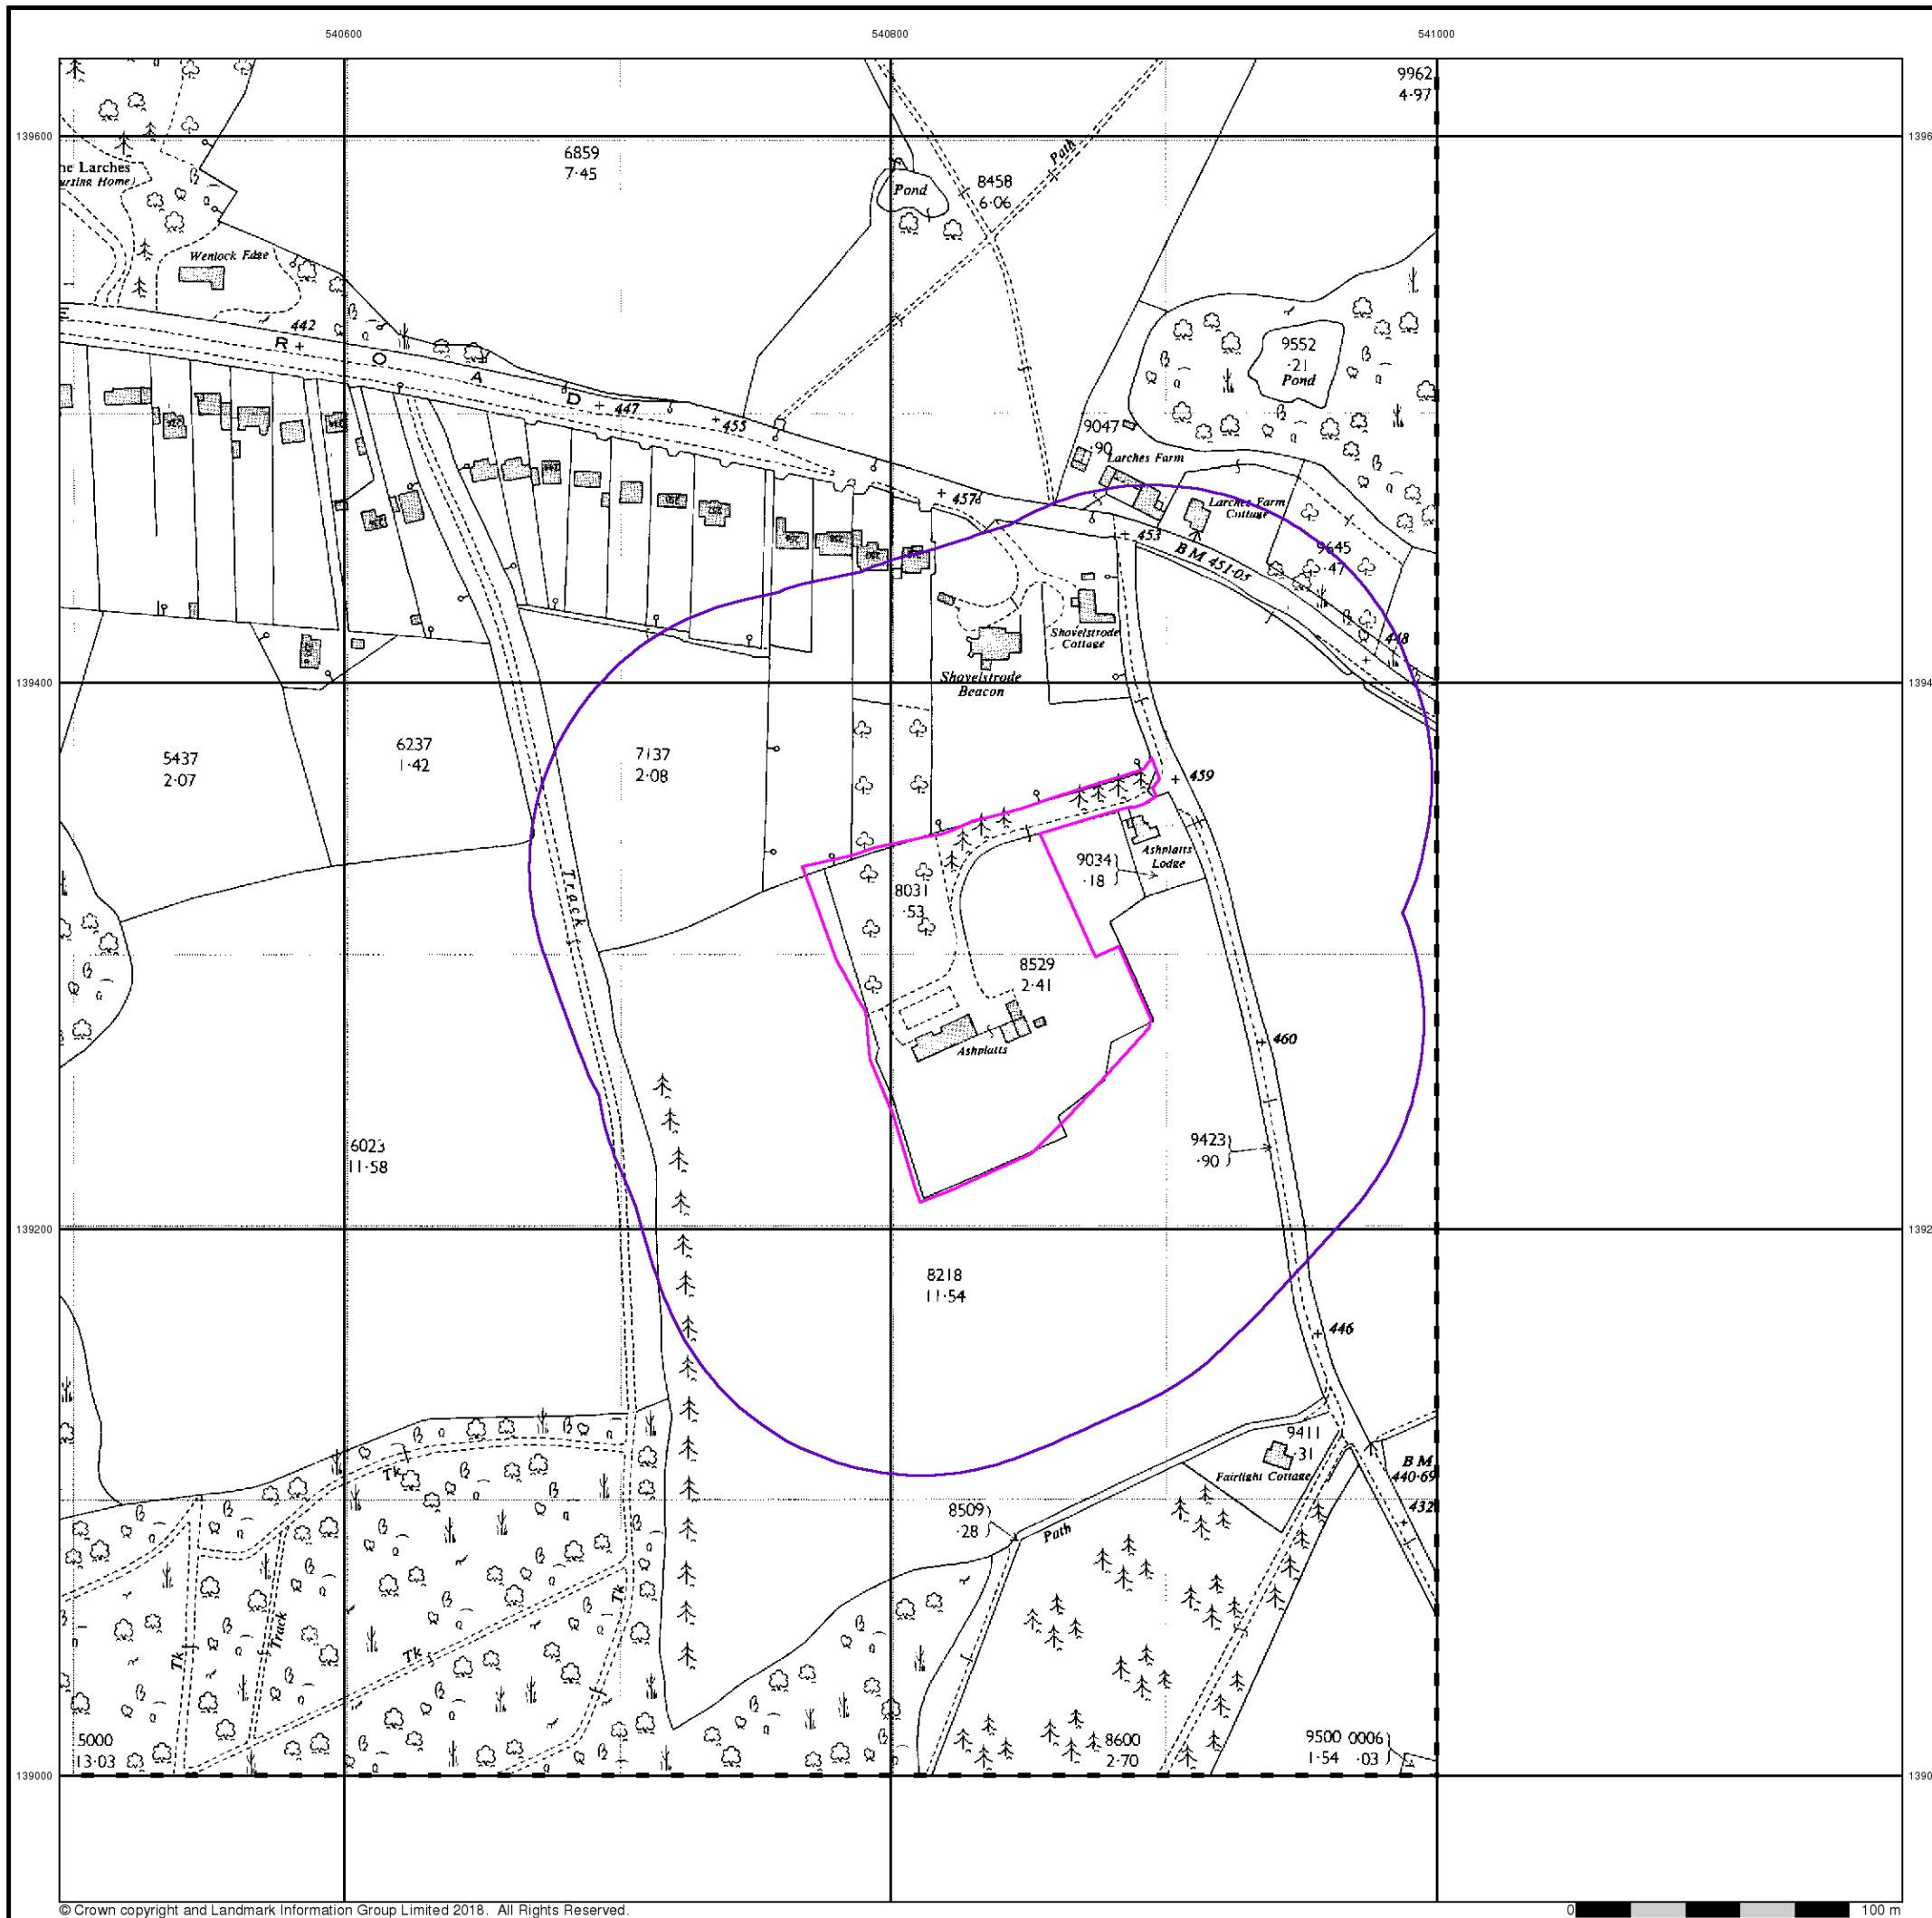 540600
540800
541000
9962
4·97
139600
6859
7·45
Path
8458
6·06
Pond
he Larches
ursing Home)
Wenlock Edge
442
E
R O A D
447
455
9552
·21
Pond
9047
·90
Larches Farm
457
Larches Farm
Cottage
453
B M 451·05
9645
·47
448
Shovelstrode
Cottage
Shovelstrode
Beacon
139400
5437
2·07
6237
1·42
7137
2·08
459
Ashplatts
Lodge
9034
·18
Track
8031
·53
8529
2·41
Ashplatts
460
6023
11·58
9423
·90
139200
8218
11·54
446
9411
·31
Fairlight Cottage
B M
440·69
432
Tk
8509
·28
Path
Tk
Track
Tk
Tk
5000
13·03
8600
2·70
9500 0006
1·54 ·03
139000
© Crown copyright and Landmark Information Group Limited 2018. All Rights Reserved.
0
100 m